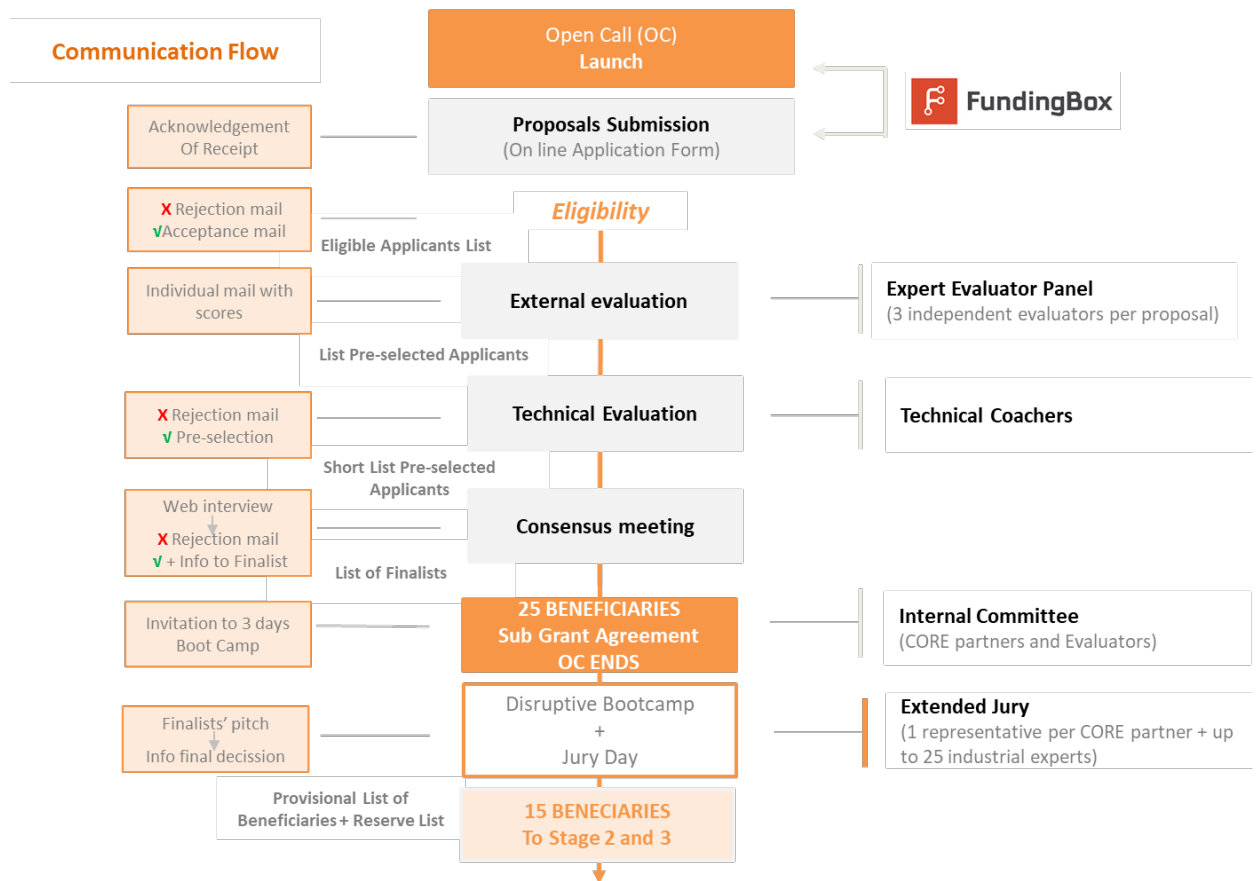 Communication Flow
Open Call (OC)
Launch
FundingBox
Acknowledgement
Of Receipt
Proposals Submission
(On line Application Form)
X Rejection mail
√Acceptance mail
Eligibility
Eligible Applicants List
Individual mail with
scores
External evaluation
Expert Evaluator Panel
(3 independent evaluators per proposal)
List Pre-selected Applicants
X Rejection mail
√ Pre-selection
Technical Evaluation
Technical Coachers
Short List Pre-selected
Applicants
Web interview
X Rejection mail
√ + Info to Finalist
Consensus meeting
List of Finalists
Invitation to 3 days
Boot Camp
25 BENEFICIARIES
Sub Grant Agreement
OC ENDS
Internal Committee
(CORE partners and Evaluators)
Finalists' pitch
Info final decission
Disruptive Bootcamp
+
Jury Day
Extended Jury
(1 representative per CORE partner + up
to 25 industrial experts)
Provisional List of
Beneficiaries + Reserve List
15 BENECIARIES
To Stage 2 and 3